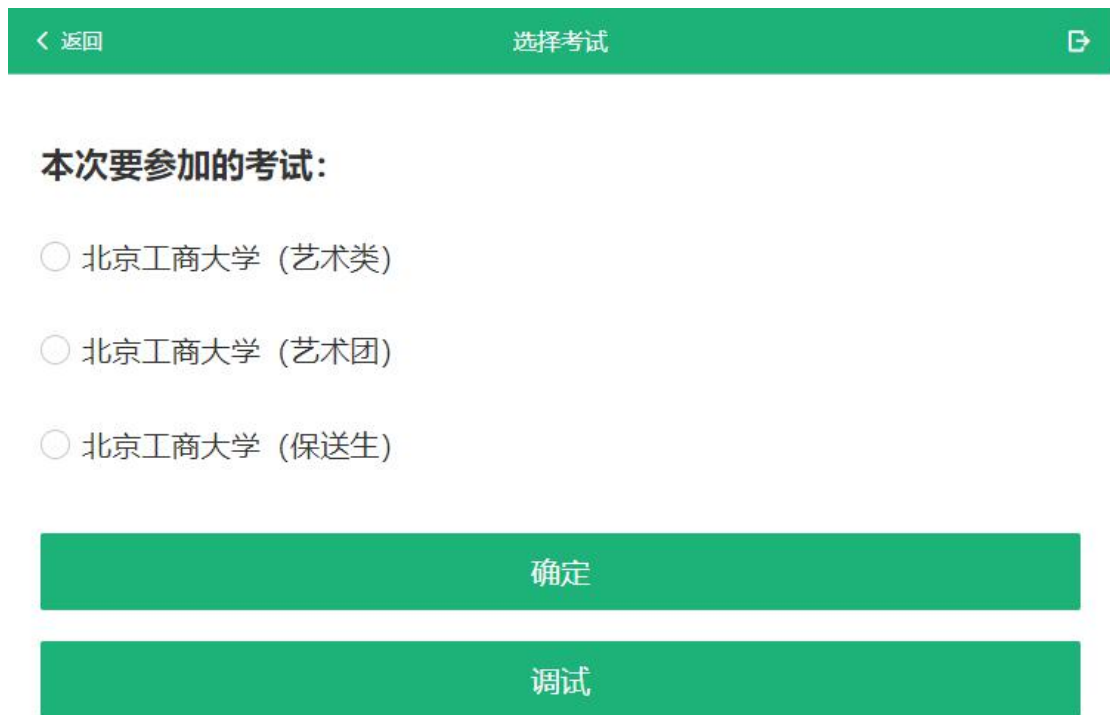 返回
选择考试
本次要参加的考试：
北京工商大学（艺术类）
北京工商大学（艺术团）
北京工商大学（保送生）
确定
调试